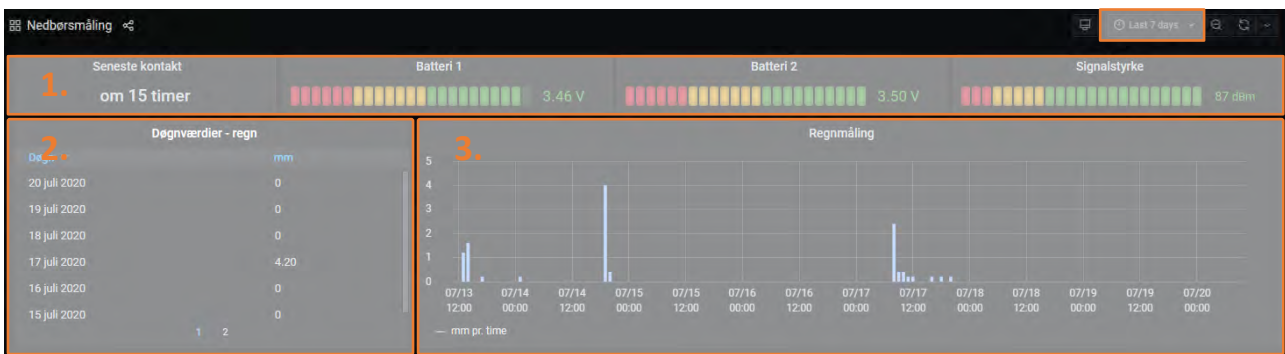 Nedbørsmåling
Last 7 days
1.
Seneste kontakt
om 15 timer
Batteri 1
3.46 V
Batteri 2
3.50 V
Signalstyrke
87 dBm
2.
Døgnværdier - regn
Døgn mm
20 juli 2020 0
19 juli 2020 0
18 juli 2020 0
17 juli 2020 4.20
16 juli 2020 0
15 juli 2020 0
1 2
3.
Regnmåling
5
4
3
2
1
0
07/13 07/14 07/14 07/15 07/15 07/16 07/16 07/17 07/17 07/18 07/18 07/19 07/19 07/20
12:00 00:00 12:00 00:00 12:00 00:00 12:00 00:00 12:00 00:00 12:00 00:00 12:00 00:00
mm pr. time